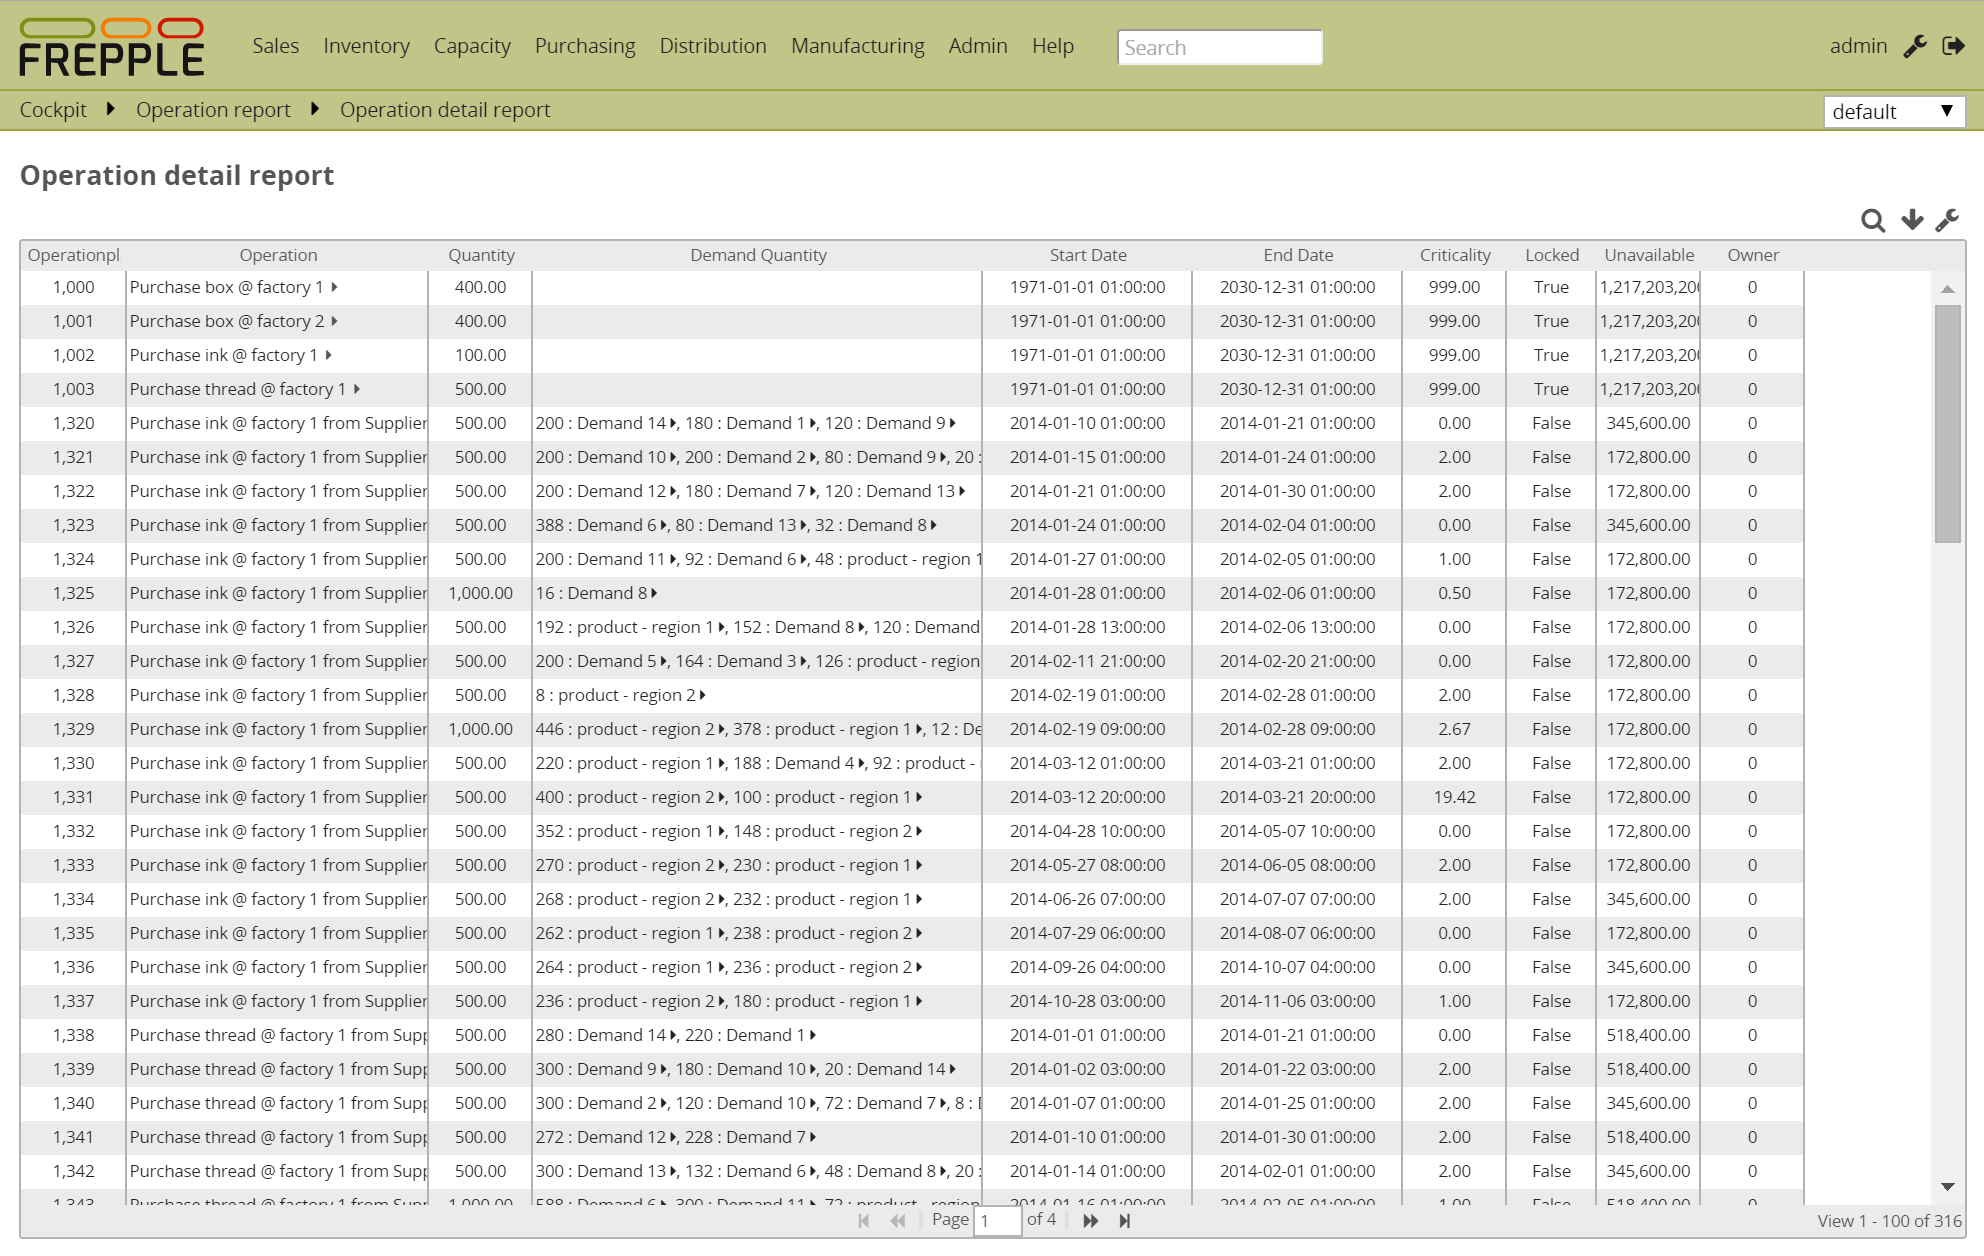 FREPPLE Sales Inventory Capacity Purchasing Distribution Manufacturing Admin Help Search admin
Cockpit Operation report Operation detail report default
Operation detail report
Operationpl Operation Quantity Demand Quantity Start Date End Date Criticality Locked Unavailable Owner
1,000 Purchase box @ factory 1 400.00 1971-01-01 01:00:00 2030-12-31 01:00:00 999.00 True 1,217,203,20 0
1,001 Purchase box @ factory 2 400.00 1971-01-01 01:00:00 2030-12-31 01:00:00 999.00 True 1,217,203,20 0
1,002 Purchase ink @ factory 1 100.00 1971-01-01 01:00:00 2030-12-31 01:00:00 999.00 True 1,217,203,20 0
1,003 Purchase thread @ factory 1 500.00 1971-01-01 01:00:00 2030-12-31 01:00:00 999.00 True 1,217,203,20 0
1,320 Purchase ink @ factory 1 from Supplier 500.00 200 : Demand 14, 180 : Demand 1, 120 : Demand 9 2014-01-10 01:00:00 2014-01-21 01:00:00 0.00 False 345,600.00 0
1,321 Purchase ink @ factory 1 from Supplier 500.00 200 : Demand 10, 200 : Demand 2, 80 : Demand 9, 20 : 2014-01-15 01:00:00 2014-01-24 01:00:00 2.00 False 172,800.00 0
1,322 Purchase ink @ factory 1 from Supplier 500.00 200 : Demand 12, 180 : Demand 7, 120 : Demand 13 2014-01-21 01:00:00 2014-01-30 01:00:00 2.00 False 172,800.00 0
1,323 Purchase ink @ factory 1 from Supplier 500.00 388 : Demand 6, 80 : Demand 13, 32 : Demand 8 2014-01-24 01:00:00 2014-02-04 01:00:00 0.00 False 345,600.00 0
1,324 Purchase ink @ factory 1 from Supplier 500.00 200 : Demand 11, 92 : Demand 6, 48 : product - region 1 2014-01-27 01:00:00 2014-02-05 01:00:00 1.00 False 172,800.00 0
1,325 Purchase ink @ factory 1 from Supplier 1,000.00 16 : Demand 8 2014-01-28 01:00:00 2014-02-06 01:00:00 0.50 False 172,800.00 0
1,326 Purchase ink @ factory 1 from Supplier 500.00 192 : product - region 1, 152 : Demand 8, 120 : Demand 2014-01-28 13:00:00 2014-02-06 13:00:00 0.00 False 172,800.00 0
1,327 Purchase ink @ factory 1 from Supplier 500.00 200 : Demand 5, 164 : Demand 3, 126 : product - region 2014-02-11 21:00:00 2014-02-20 21:00:00 0.00 False 172,800.00 0
1,328 Purchase ink @ factory 1 from Supplier 500.00 8 : product - region 2 2014-02-19 01:00:00 2014-02-28 01:00:00 2.00 False 172,800.00 0
1,329 Purchase ink @ factory 1 from Supplier 1,000.00 446 : product - region 2, 378 : product - region 1, 12 : De 2014-02-19 09:00:00 2014-02-28 09:00:00 2.67 False 172,800.00 0
1,330 Purchase ink @ factory 1 from Supplier 500.00 220 : product - region 1, 188 : Demand 4, 92 : product - 2014-03-12 01:00:00 2014-03-21 01:00:00 2.00 False 172,800.00 0
1,331 Purchase ink @ factory 1 from Supplier 500.00 400 : product - region 2, 100 : product - region 1 2014-03-12 20:00:00 2014-03-21 20:00:00 19.42 False 172,800.00 0
1,332 Purchase ink @ factory 1 from Supplier 500.00 352 : product - region 1, 148 : product - region 2 2014-04-28 10:00:00 2014-05-07 10:00:00 0.00 False 172,800.00 0
1,333 Purchase ink @ factory 1 from Supplier 500.00 270 : product - region 2, 230 : product - region 1 2014-05-27 08:00:00 2014-06-05 08:00:00 2.00 False 172,800.00 0
1,334 Purchase ink @ factory 1 from Supplier 500.00 268 : product - region 2, 232 : product - region 1 2014-06-26 07:00:00 2014-07-07 07:00:00 2.00 False 345,600.00 0
1,335 Purchase ink @ factory 1 from Supplier 500.00 262 : product - region 1, 238 : product - region 2 2014-07-29 06:00:00 2014-08-07 06:00:00 0.00 False 172,800.00 0
1,336 Purchase ink @ factory 1 from Supplier 500.00 264 : product - region 1, 236 : product - region 2 2014-09-26 04:00:00 2014-10-07 04:00:00 0.00 False 345,600.00 0
1,337 Purchase ink @ factory 1 from Supplier 500.00 236 : product - region 2, 180 : product - region 1 2014-10-28 03:00:00 2014-11-06 03:00:00 1.00 False 172,800.00 0
1,338 Purchase thread @ factory 1 from Supp 500.00 280 : Demand 14, 220 : Demand 1 2014-01-01 01:00:00 2014-01-21 01:00:00 0.00 False 518,400.00 0
1,339 Purchase thread @ factory 1 from Supp 500.00 300 : Demand 9, 180 : Demand 10, 20 : Demand 14 2014-01-02 03:00:00 2014-01-22 03:00:00 2.00 False 518,400.00 0
1,340 Purchase thread @ factory 1 from Supp 500.00 300 : Demand 2, 120 : Demand 10, 72 : Demand 7, 8 : 2014-01-07 01:00:00 2014-01-25 01:00:00 2.00 False 345,600.00 0
1,341 Purchase thread @ factory 1 from Supp 500.00 272 : Demand 12, 228 : Demand 7 2014-01-10 01:00:00 2014-01-30 01:00:00 2.00 False 518,400.00 0
1,342 Purchase thread @ factory 1 from Supp 500.00 300 : Demand 13, 132 : Demand 6, 48 : Demand 8, 20 : 2014-01-14 01:00:00 2014-02-01 01:00:00 2.00 False 345,600.00 0
Page 1 of 4 View 1 - 100 of 316